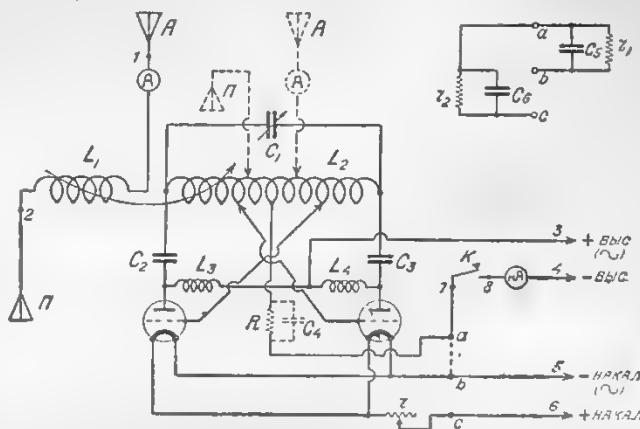 A
A
1
A
A
П
C₁
a
b
c
C₅
r₁
C₆
r₂
L₁
L₂
2
П
C₂
L₃
L₄
C₃
R
C₄
3
+ ВЫС
(~)
K
7
8
mA
4
- ВЫС.
a
b
5
- НАКАЛ
(~)
r
c
6
+ НАКАЛ